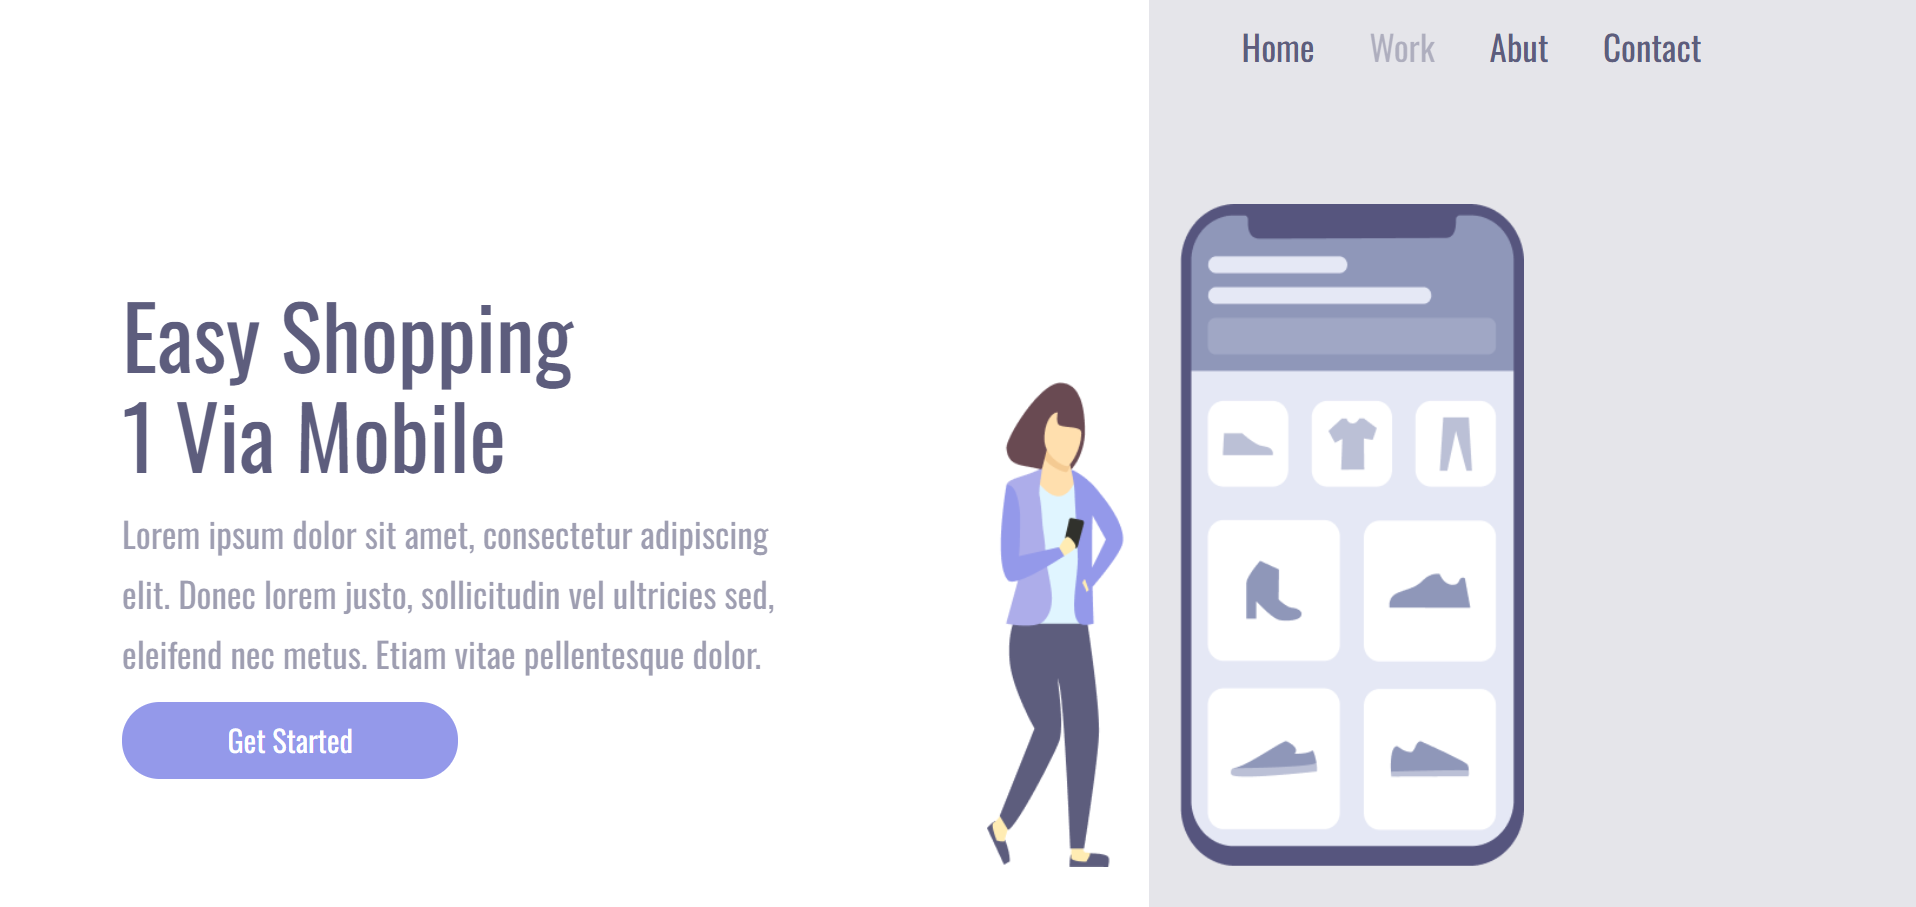 Home Work Abut Contact
Easy Shopping
1 Via Mobile
Lorem ipsum dolor sit amet, consectetur adipiscing
elit. Donec lorem justo, sollicitudin vel ultricies sed,
eleifend nec metus. Etiam vitae pellentesque dolor.
Get Started